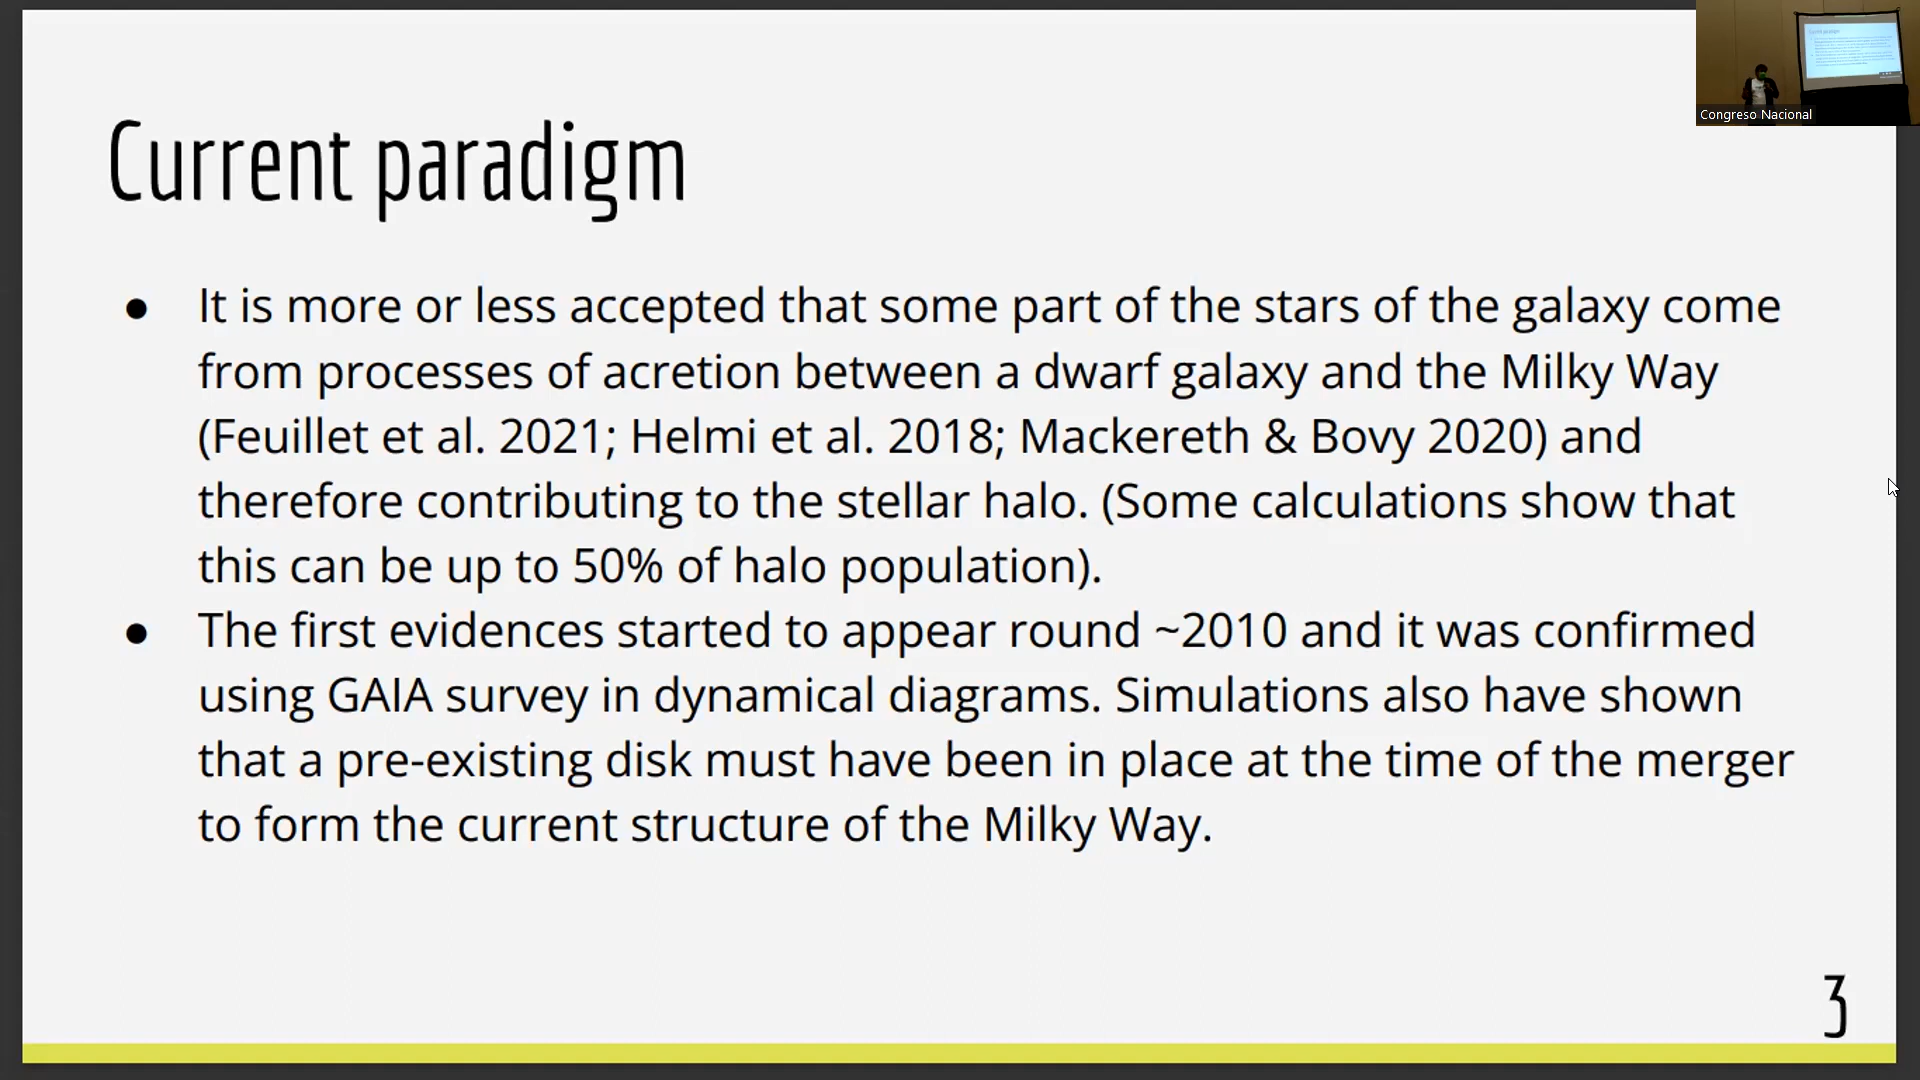 Congreso Nacional
Current paradigm
● It is more or less accepted that some part of the stars of the galaxy come
from processes of acretion between a dwarf galaxy and the Milky Way
(Feuillet et al. 2021; Helmi et al. 2018; Mackereth & Bovy 2020) and
therefore contributing to the stellar halo. (Some calculations show that
this can be up to 50% of halo population).
● The first evidences started to appear round ~2010 and it was confirmed
using GAIA survey in dynamical diagrams. Simulations also have shown
that a pre-existing disk must have been in place at the time of the merger
to form the current structure of the Milky Way.
3